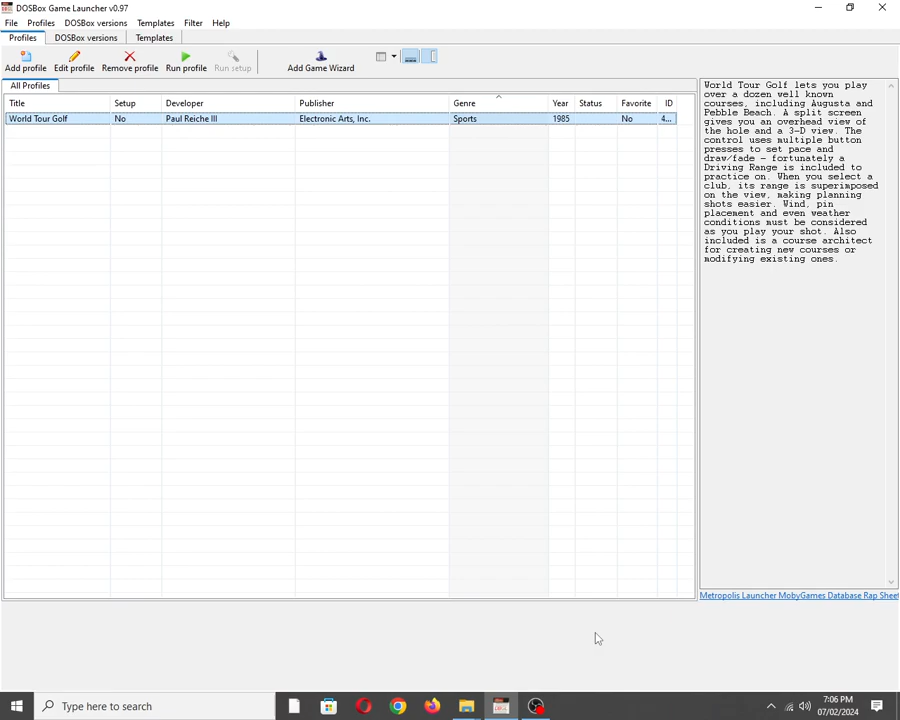 DOSBox Game Launcher v0.97
File Profiles DOSBox versions Templates Filter Help
Profiles DOSBox versions Templates
Add profile Edit profile Remove profile Run profile Run setup Add Game Wizard
All Profiles
Title Setup Developer Publisher Genre Year Status Favorite ID
World Tour Golf No Paul Reiche III Electronic Arts, Inc. Sports 1985 No 4...
World Tour Golf lets you play
over a dozen well known
courses, including Augusta and
Pebble Beach. A split screen
gives you an overhead view of
the hole and a 3-D view. The
control uses multiple button
presses to set pace and
draw/fade - fortunately a
Driving Range is included to
practice on. When you select a
club, its range is superimposed
on the view, making planning
shots easier. Wind, pin
placement and even weather
conditions must be considered
as you play your shot. Also
included is a course architect
for creating new courses or
modifying existing ones.
Metropolis Launcher MobyGames Database Rap Sheet
Type here to search
7:06 PM
07/02/2024